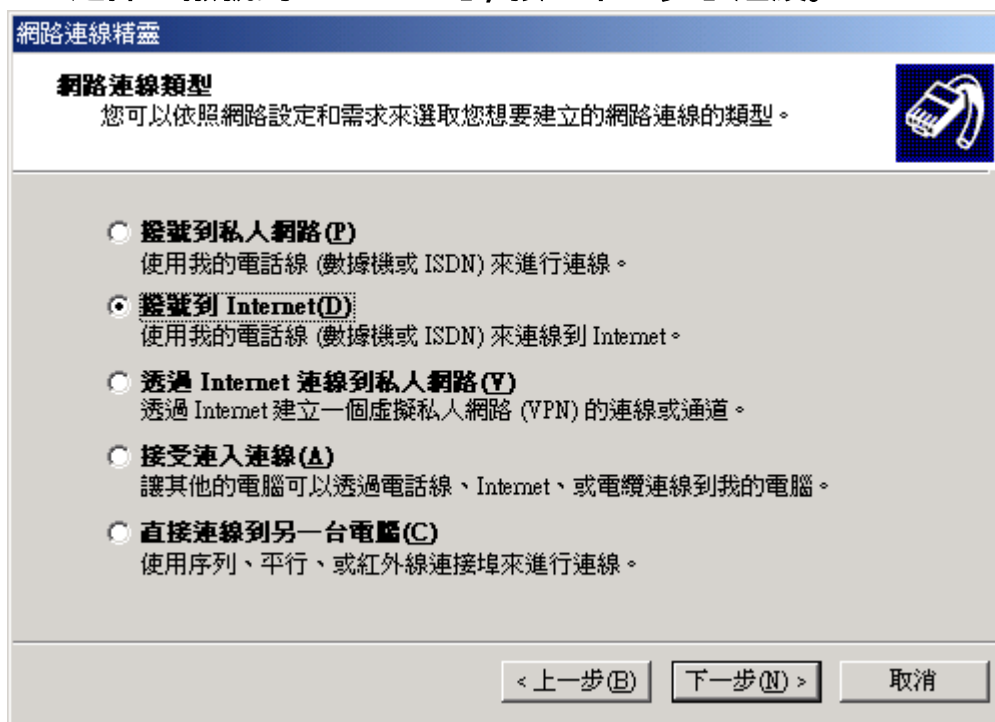 網路連線精靈
網路連線類型
您可以依照網路設定和需求來選取您想要建立的網路連線的類型。
撥號到私人網路(P)
使用我的電話線 (數據機或 ISDN) 來進行連線。
撥號到 Internet(D)
使用我的電話線 (數據機或 ISDN) 來連線到 Internet。
透過 Internet 連線到私人網路(V)
透過 Internet 建立一個虛擬私人網路 (VPN) 的連線或通道。
接受連入連線(A)
讓其他的電腦可以透過電話線、Internet、或電纜連線到我的電腦。
直接連線到另一台電腦(C)
使用序列、平行、或紅外線連接埠來進行連線。
<上一步(B)
下一步(N)>
取消